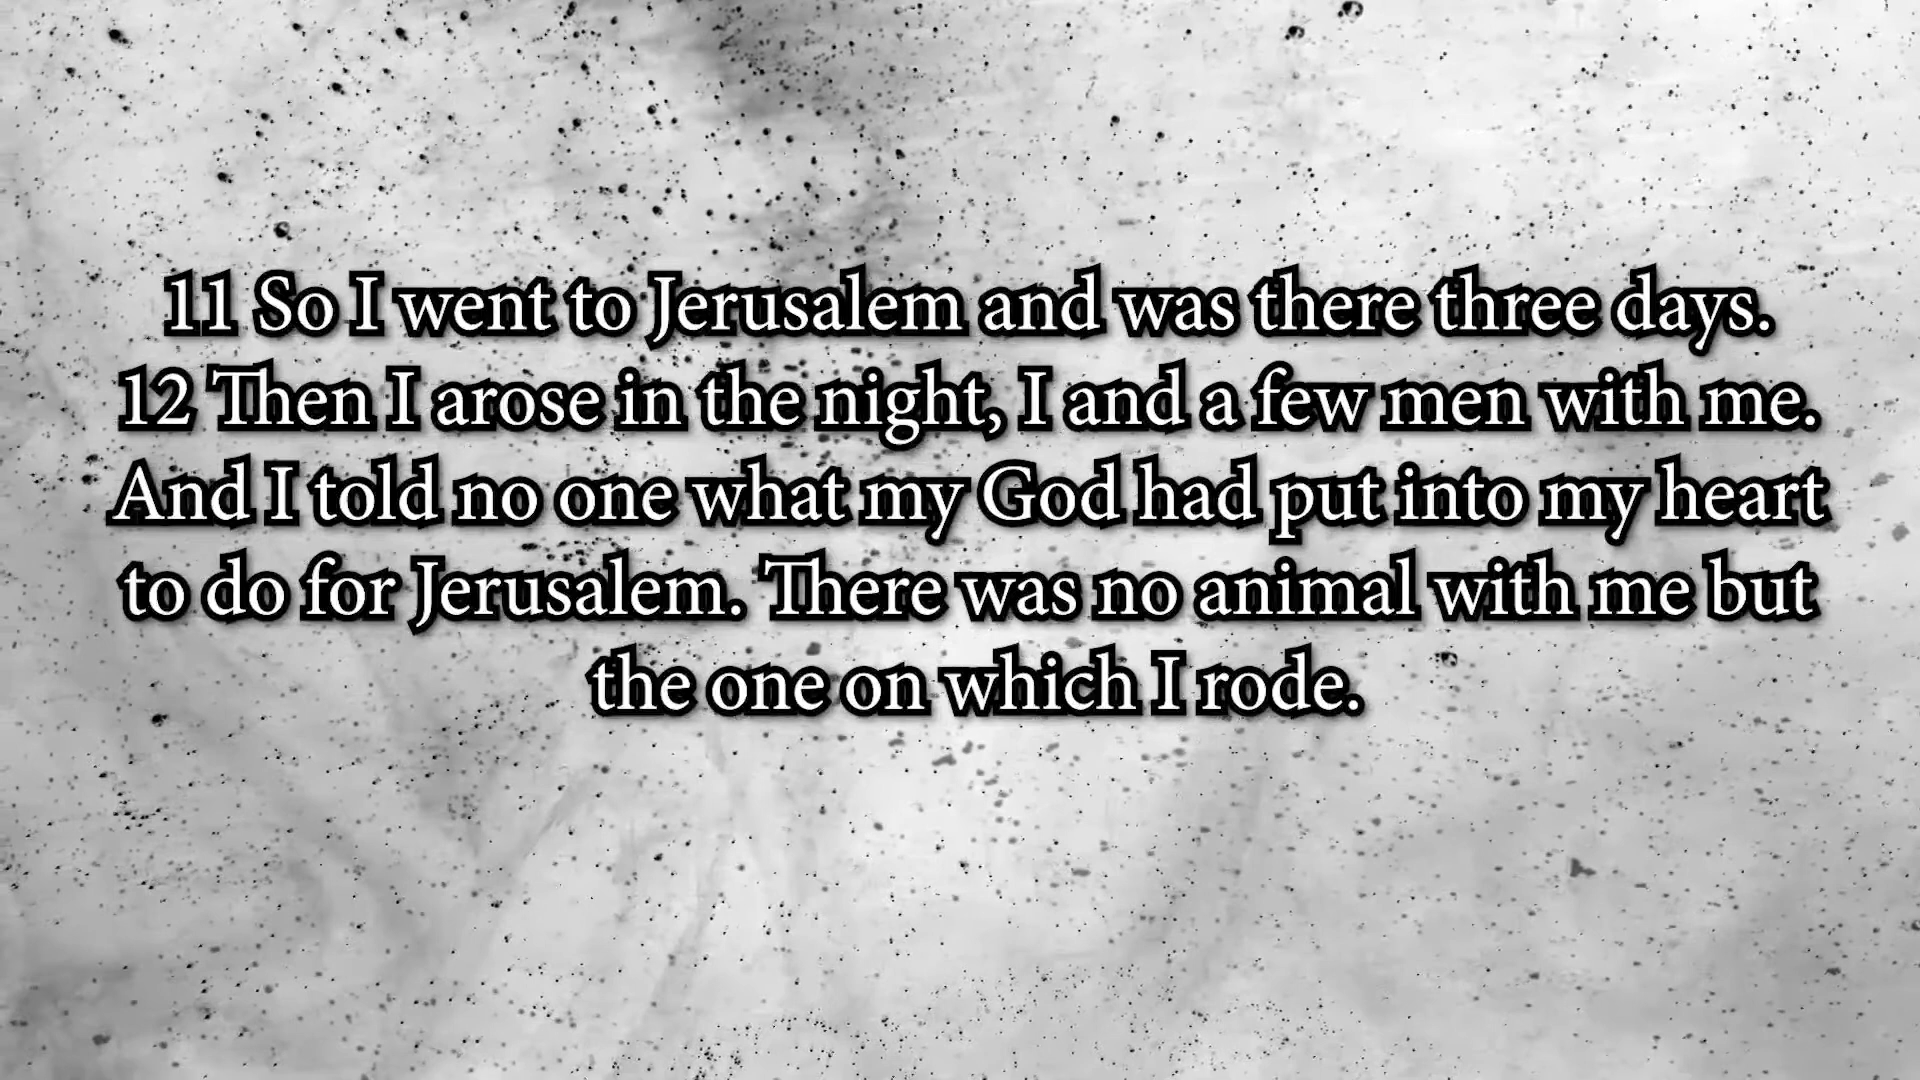 11 So I went to Jerusalem and was there three days.
12 Then I arose in the night, I and a few men with me.
And I told no one what my God had put into my heart
to do for Jerusalem. There was no animal with me but
the one on which I rode.